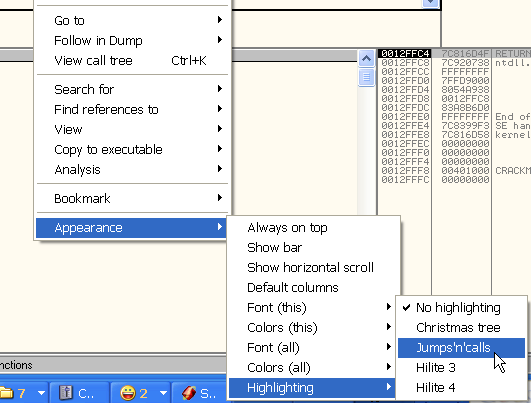 Go to
Follow in Dump
View call tree Ctrl+K
Search for
Find references to
View
Copy to executable
Analysis
Bookmark
Appearance
Always on top
Show bar
Show horizontal scroll
Default columns
Font (this)
Colors (this)
Font (all)
Colors (all)
Highlighting
No highlighting
Christmas tree
Jumps'n'calls
Hilite 3
Hilite 4
0012FFC4 7C816D4F RETURN
0012FFC8 7C920738 ntdll.
0012FFCC FFFFFFFF
0012FFD0 7FFD9000
0012FFD4 8054A938
0012FFD8 0012FFC8
0012FFDC 83A8B6D0
0012FFE0 FFFFFFFF End of
0012FFE4 7C8399F3 SE han
0012FFE8 7C816D58 kernel
0012FFEC 00000000
0012FFF0 00000000
0012FFF4 00000000
0012FFF8 00401000 CRACKM
0012FFFC 00000000
nctions
7
C..
2
S..